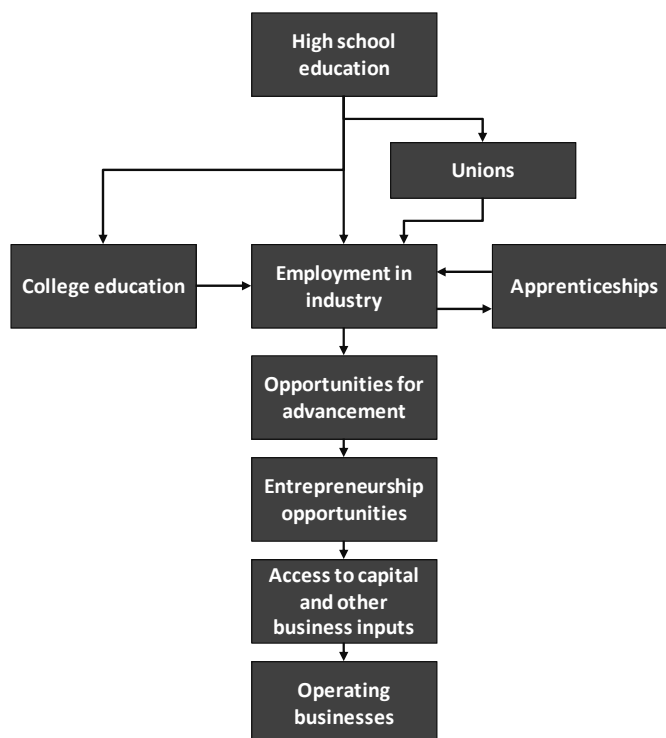 High school
education
Unions
College education
Employment in
industry
Apprenticeships
Opportunities for
advancement
Entrepreneurship
opportunities
Access to capital
and other
business inputs
Operating
businesses